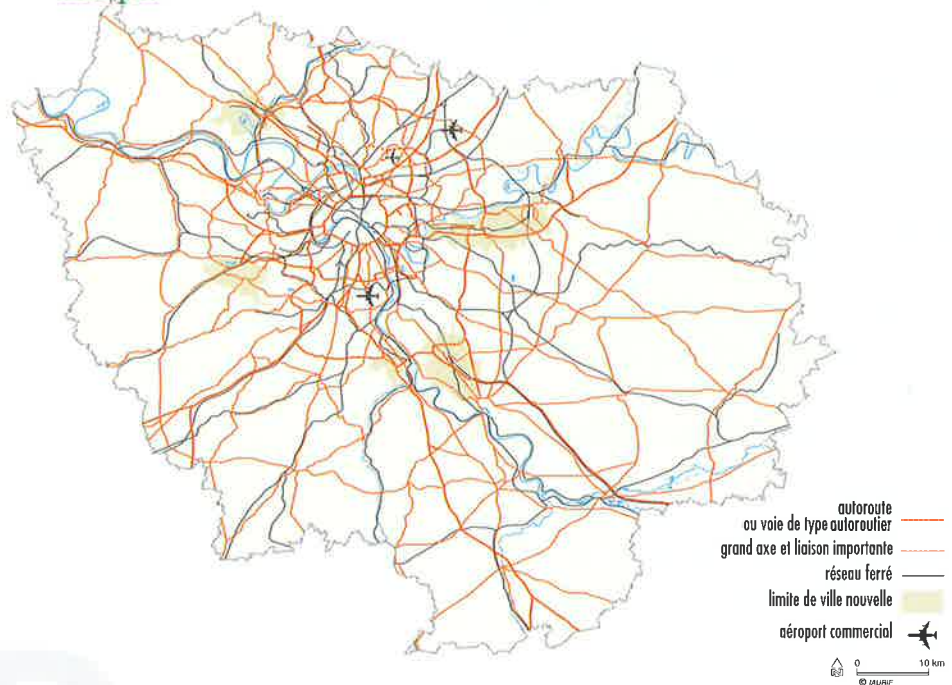 autoroute
ou voie de type autoroutier
grand axe et liaison importante
réseau ferré
limite de ville nouvelle
aéroport commercial
0 10 km
© IAURIF